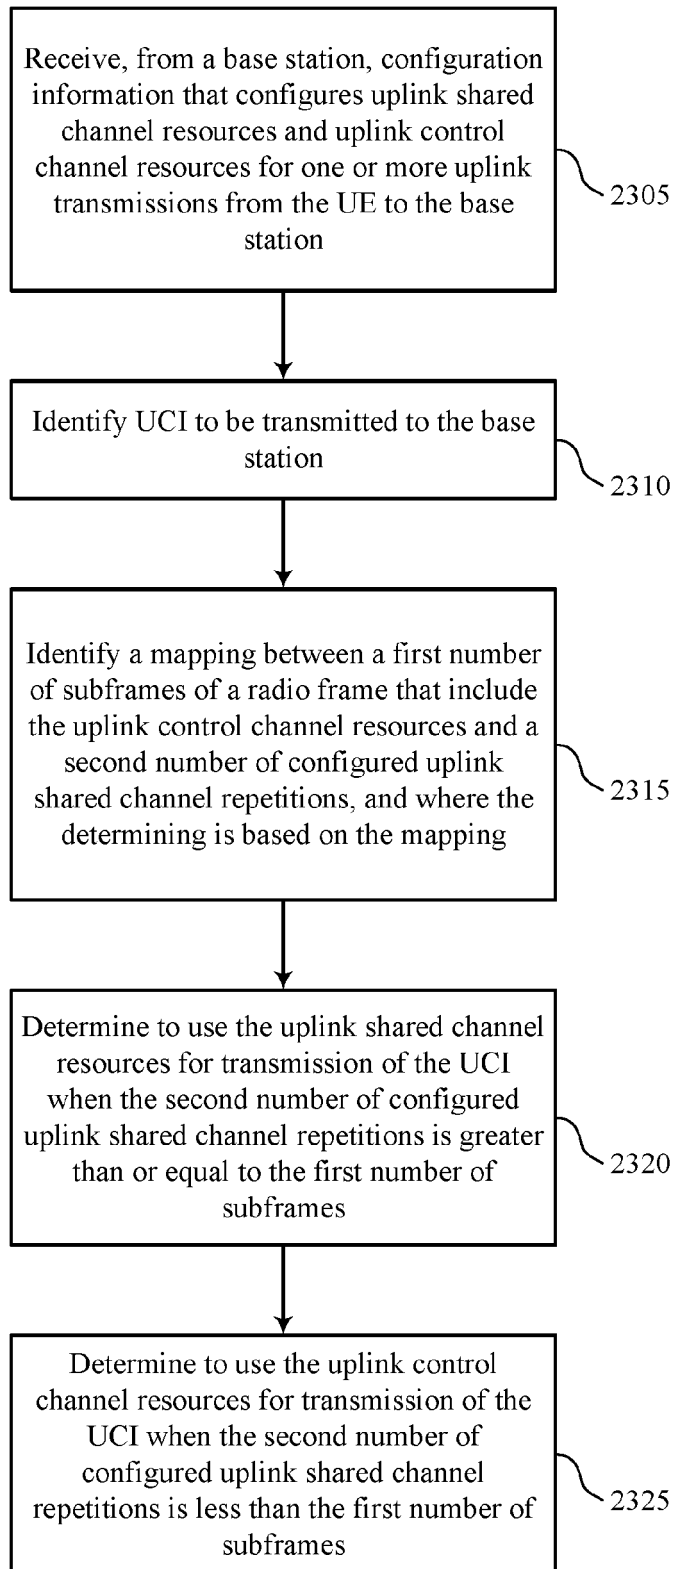 Receive, from a base station, configuration
information that configures uplink shared
channel resources and uplink control
channel resources for one or more uplink
transmissions from the UE to the base
station
2305
Identify UCI to be transmitted to the base
station
2310
Identify a mapping between a first number
of subframes of a radio frame that include
the uplink control channel resources and a
second number of configured uplink
shared channel repetitions, and where the
determining is based on the mapping
2315
Determine to use the uplink shared channel
resources for transmission of the UCI
when the second number of configured
uplink shared channel repetitions is greater
than or equal to the first number of
subframes
2320
Determine to use the uplink control
channel resources for transmission of the
UCI when the second number of
configured uplink shared channel
repetitions is less than the first number of
subframes
2325